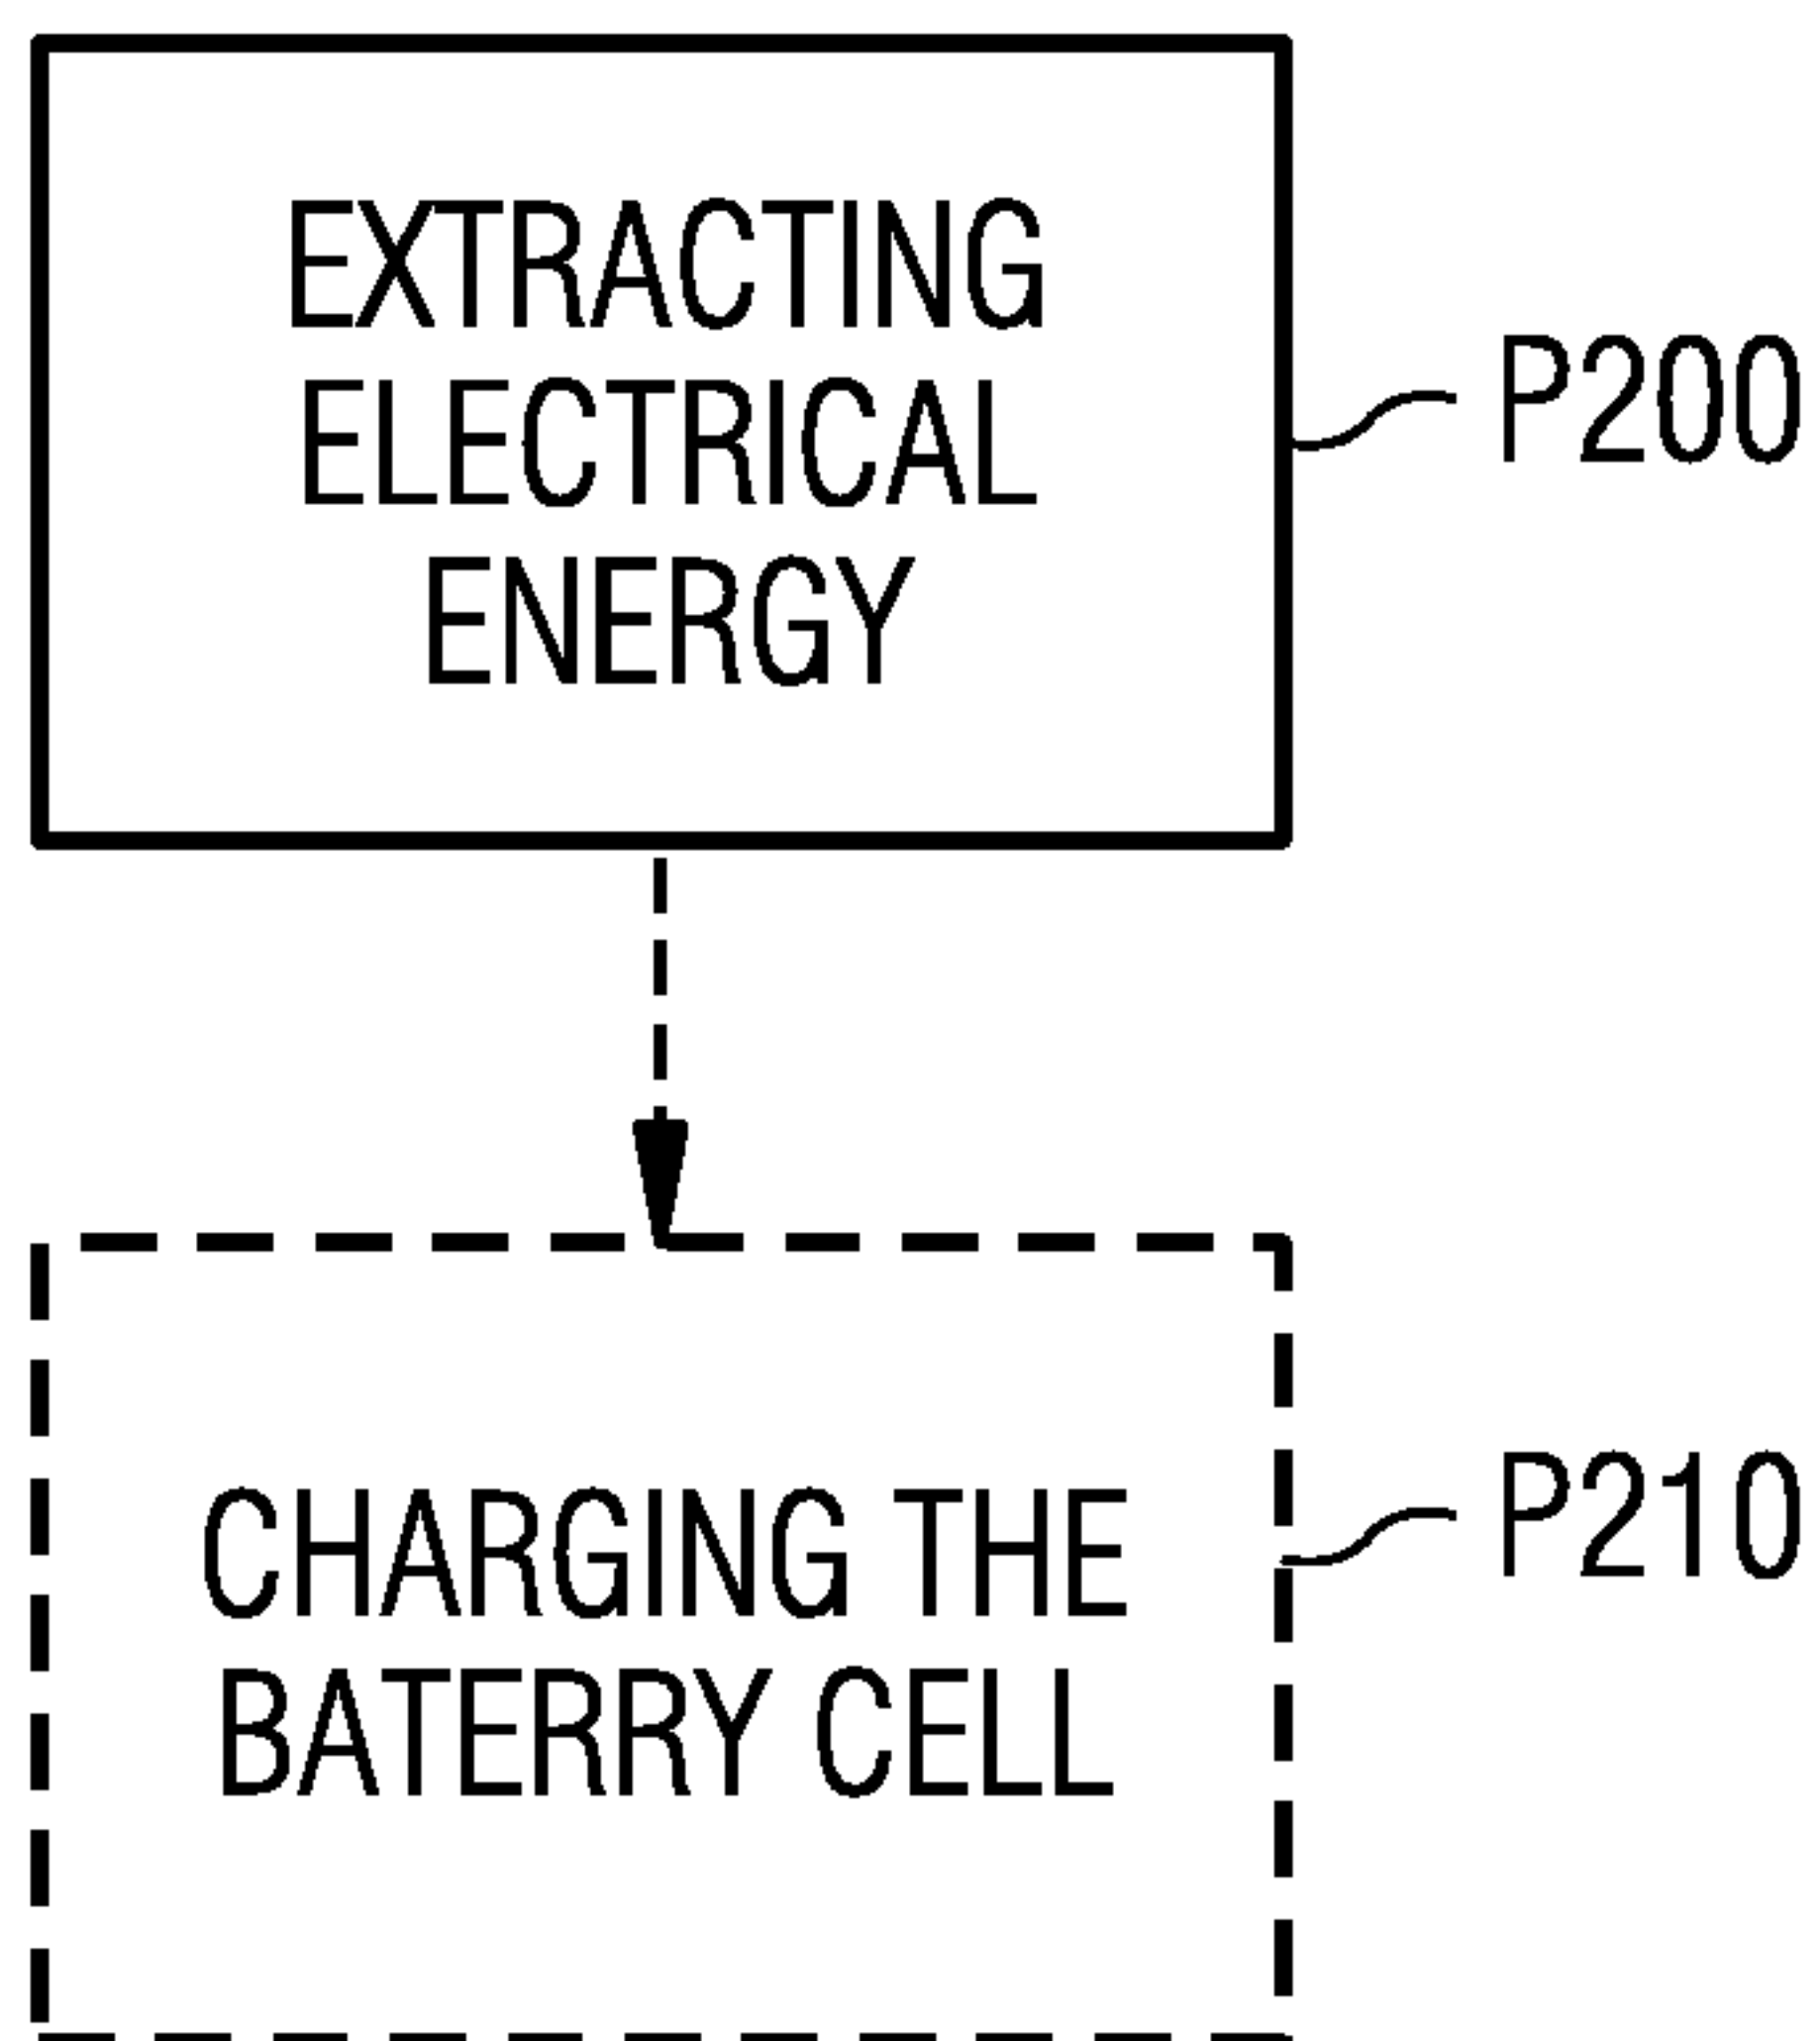 EXTRACTING
ELECTRICAL
ENERGY
P200
CHARGING THE
BATERRY CELL
P210